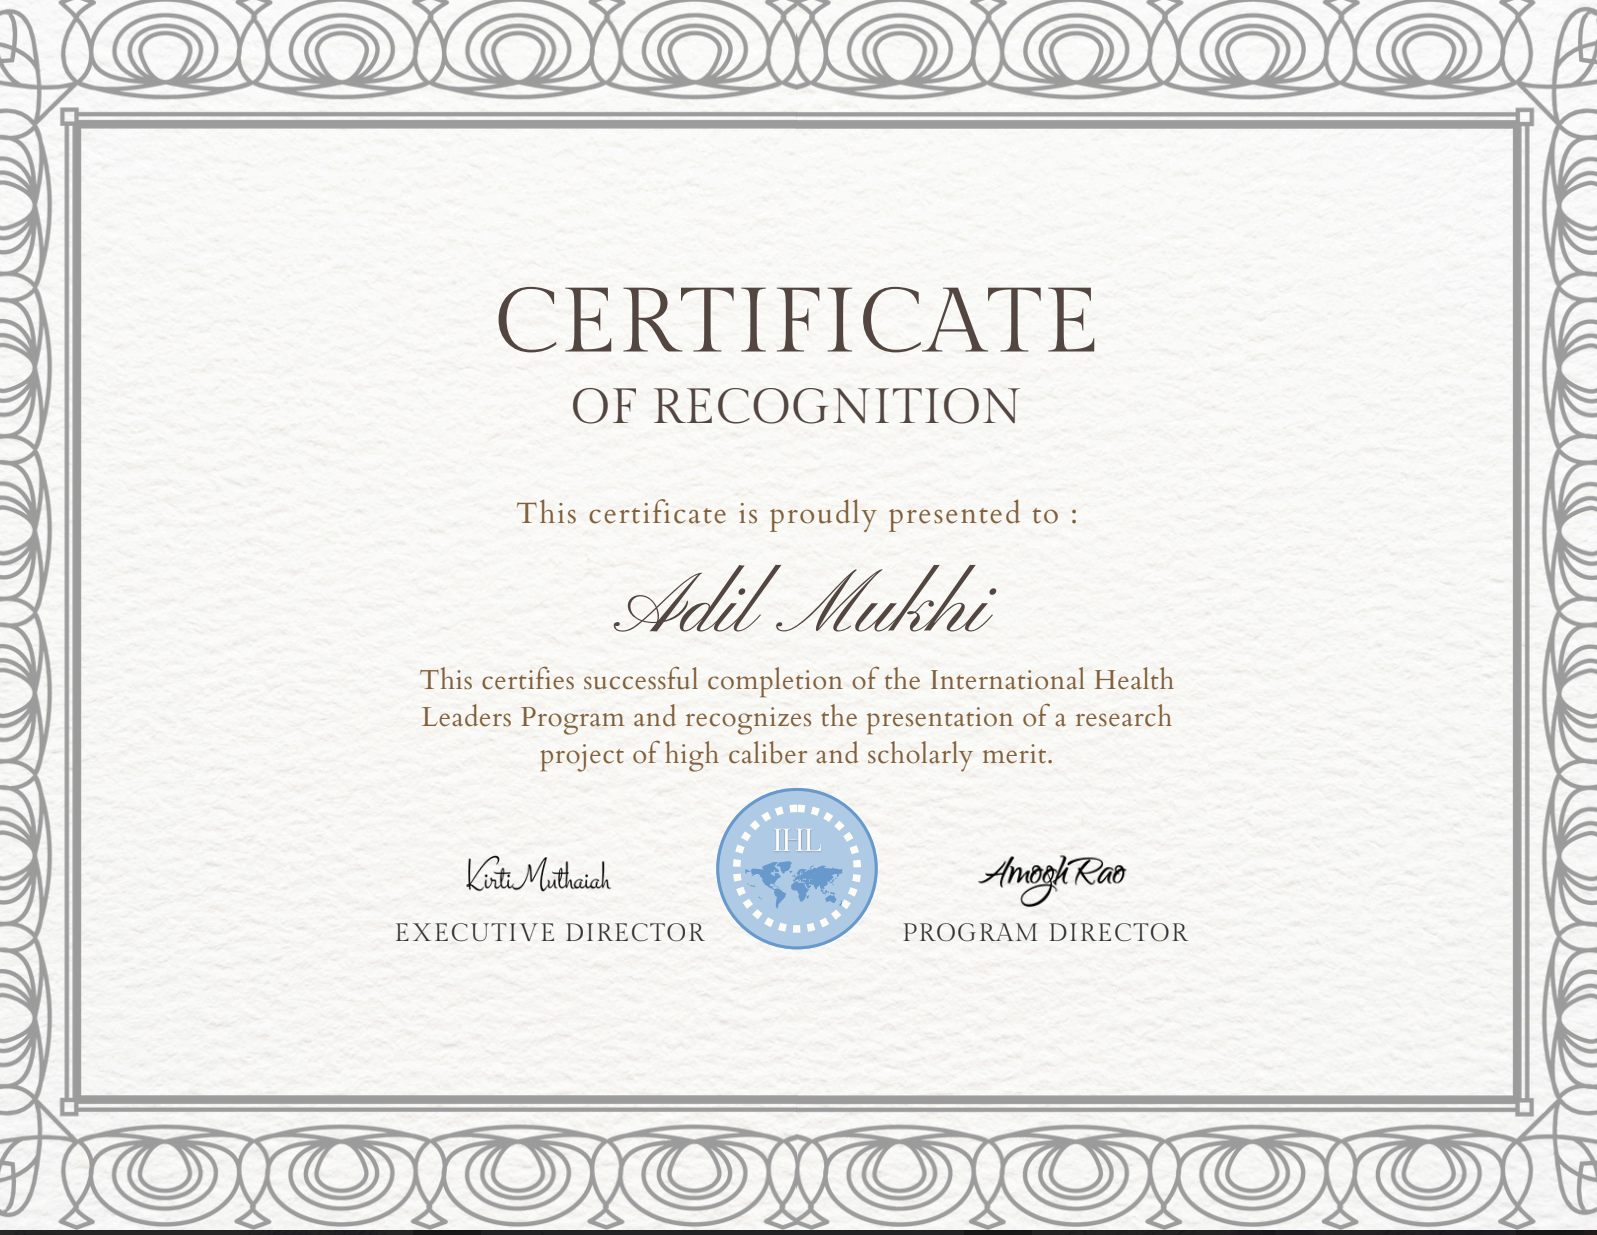 CERTIFICATE
OF RECOGNITION
This certificate is proudly presented to :
Adil Mukhi
This certifies successful completion of the International Health
Leaders Program and recognizes the presentation of a research
project of high caliber and scholarly merit.
IHL
Kirti Muthaiah
EXECUTIVE DIRECTOR
Amogh Rao
PROGRAM DIRECTOR